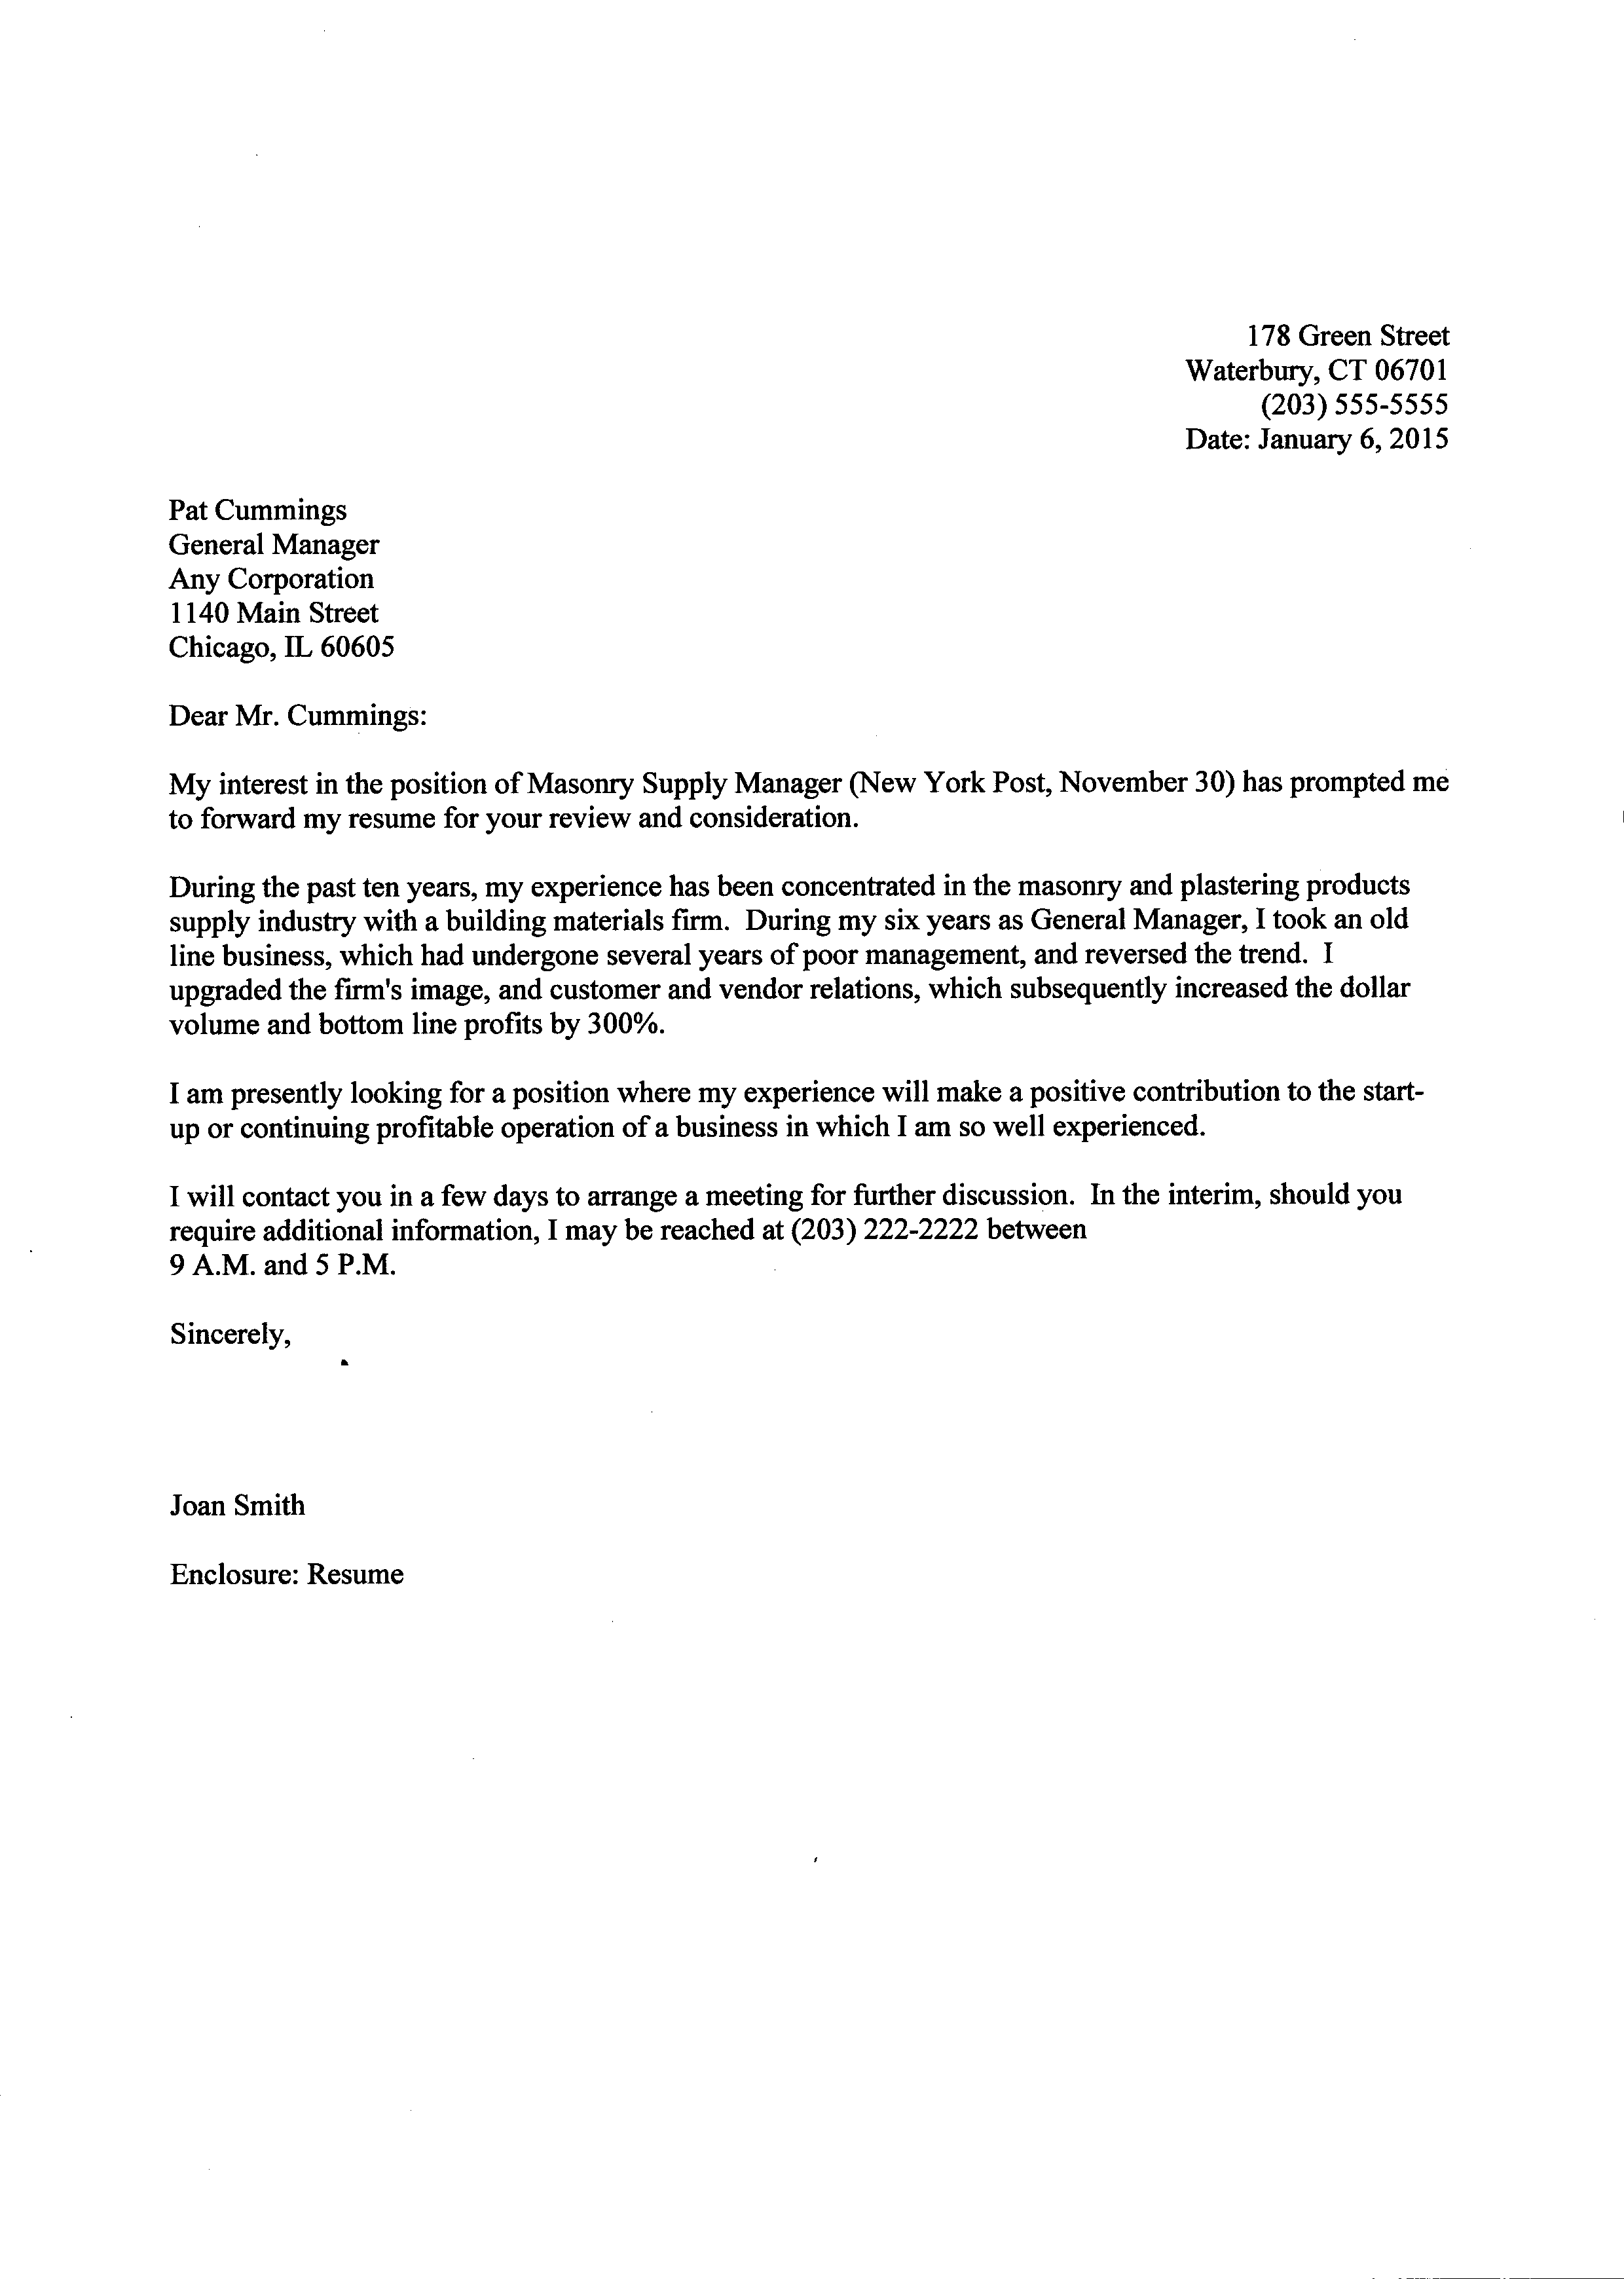 178 Green Street
Waterbury, CT 06701
(203) 555-5555
Date: January 6, 2015
Pat Cummings
General Manager
Any Corporation
1140 Main Street
Chicago, IL 60605
Dear Mr. Cummings:
My interest in the position of Masonry Supply Manager (New York Post, November 30) has prompted me
to forward my resume for your review and consideration.
During the past ten years, my experience has been concentrated in the masonry and plastering products
supply industry with a building materials firm.  During my six years as General Manager, I took an old
line business, which had undergone several years of poor management, and reversed the trend.  I
upgraded the firm's image, and customer and vendor relations, which subsequently increased the dollar
volume and bottom line profits by 300%.
I am presently looking for a position where my experience will make a positive contribution to the start-
up or continuing profitable operation of a business in which I am so well experienced.
I will contact you in a few days to arrange a meeting for further discussion.  In the interim, should you
require additional information, I may be reached at (203) 222-2222 between
9 A.M. and 5 P.M.
Sincerely,
Joan Smith
Enclosure: Resume